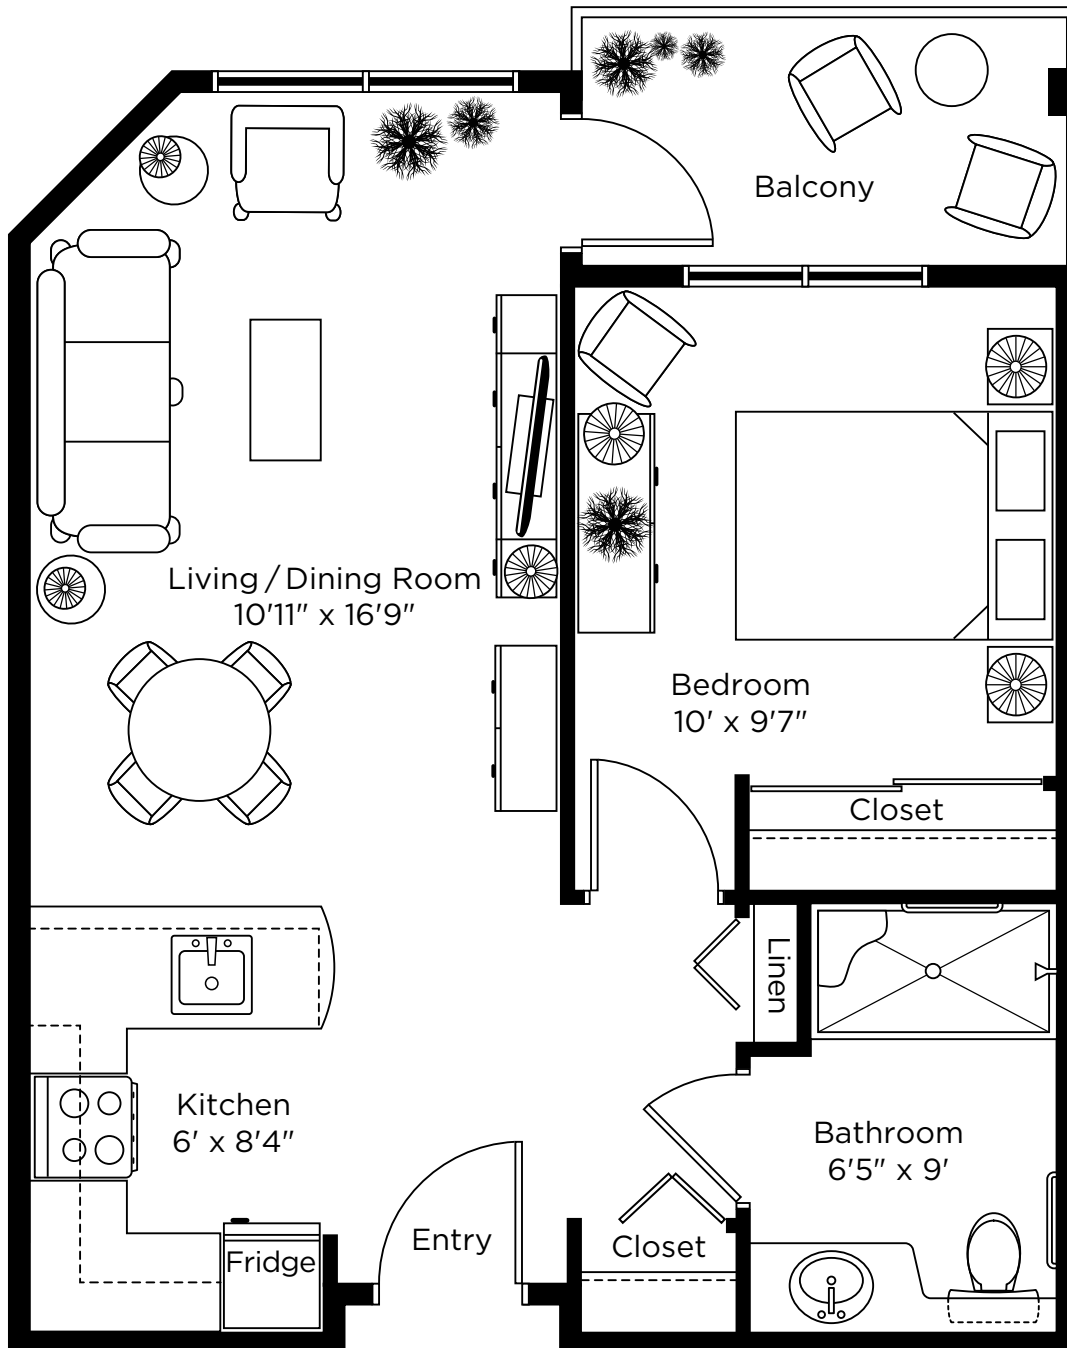 Balcony
Living / Dining Room
10'11" x 16'9"
Bedroom
10' x 9'7"
Closet
Linen
Kitchen
6' x 8'4"
Bathroom
6'5" x 9'
Entry
Closet
Fridge